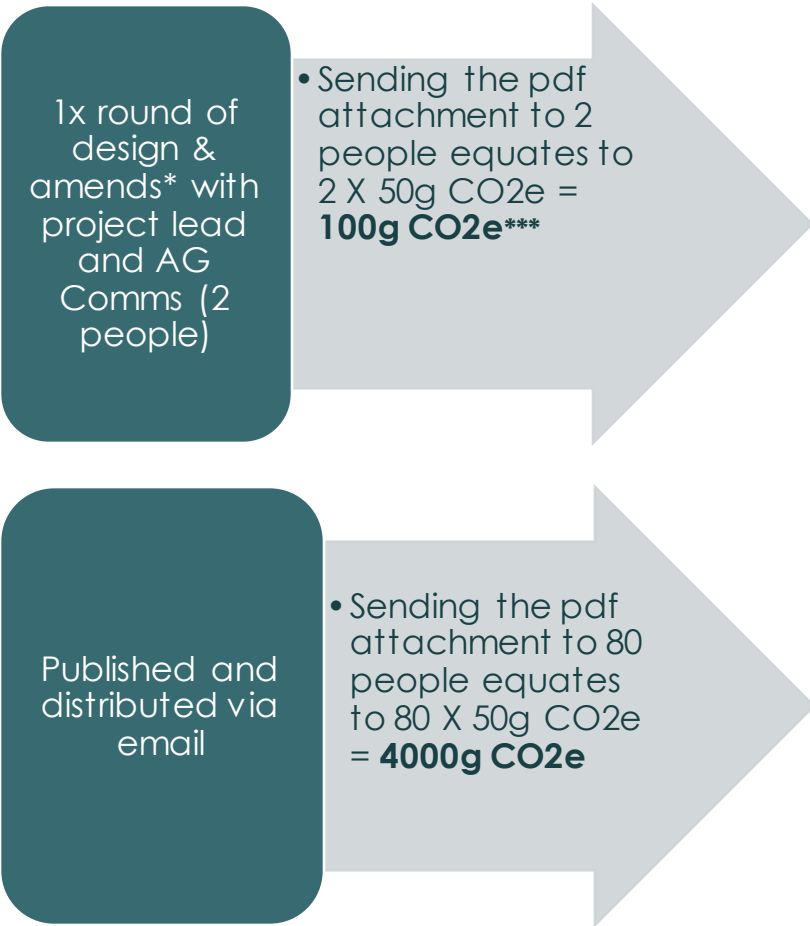 1x round of
design &
amends* with
project lead
and AG
Comms (2
people)
• Sending the pdf
attachment to 2
people equates to
2 X 50g CO2e =
100g CO2e***
Published and
distributed via
email
• Sending the pdf
attachment to 80
people equates
to 80 X 50g CO2e
= 4000g CO2e